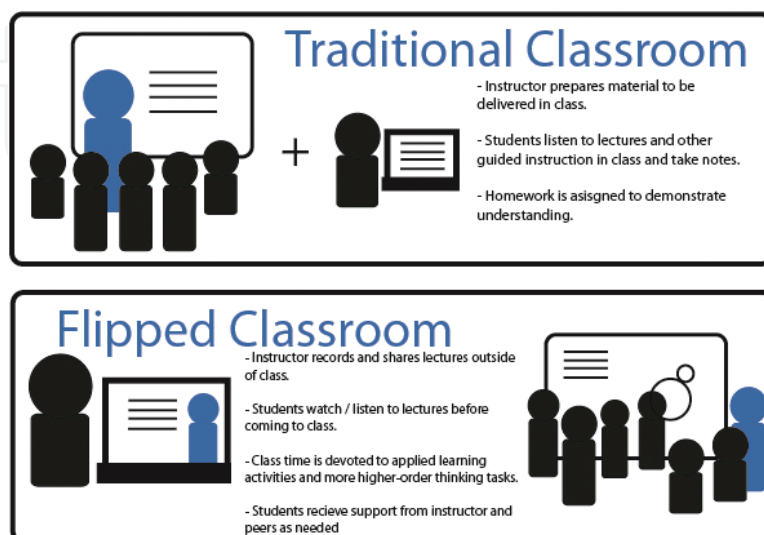 Traditional Classroom
- Instructor prepares material to be
delivered in class.
- Students listen to lectures and other
guided instruction in class and take notes.
- Homework is asisgned to demonstrate
understanding.
Flipped Classroom
- Instructor records and shares lectures outside
of class.
- Students watch / listen to lectures before
coming to class.
- Class time is devoted to applied learning
activities and more higher-order thinking tasks.
- Students recieve support from instructor and
peers as needed